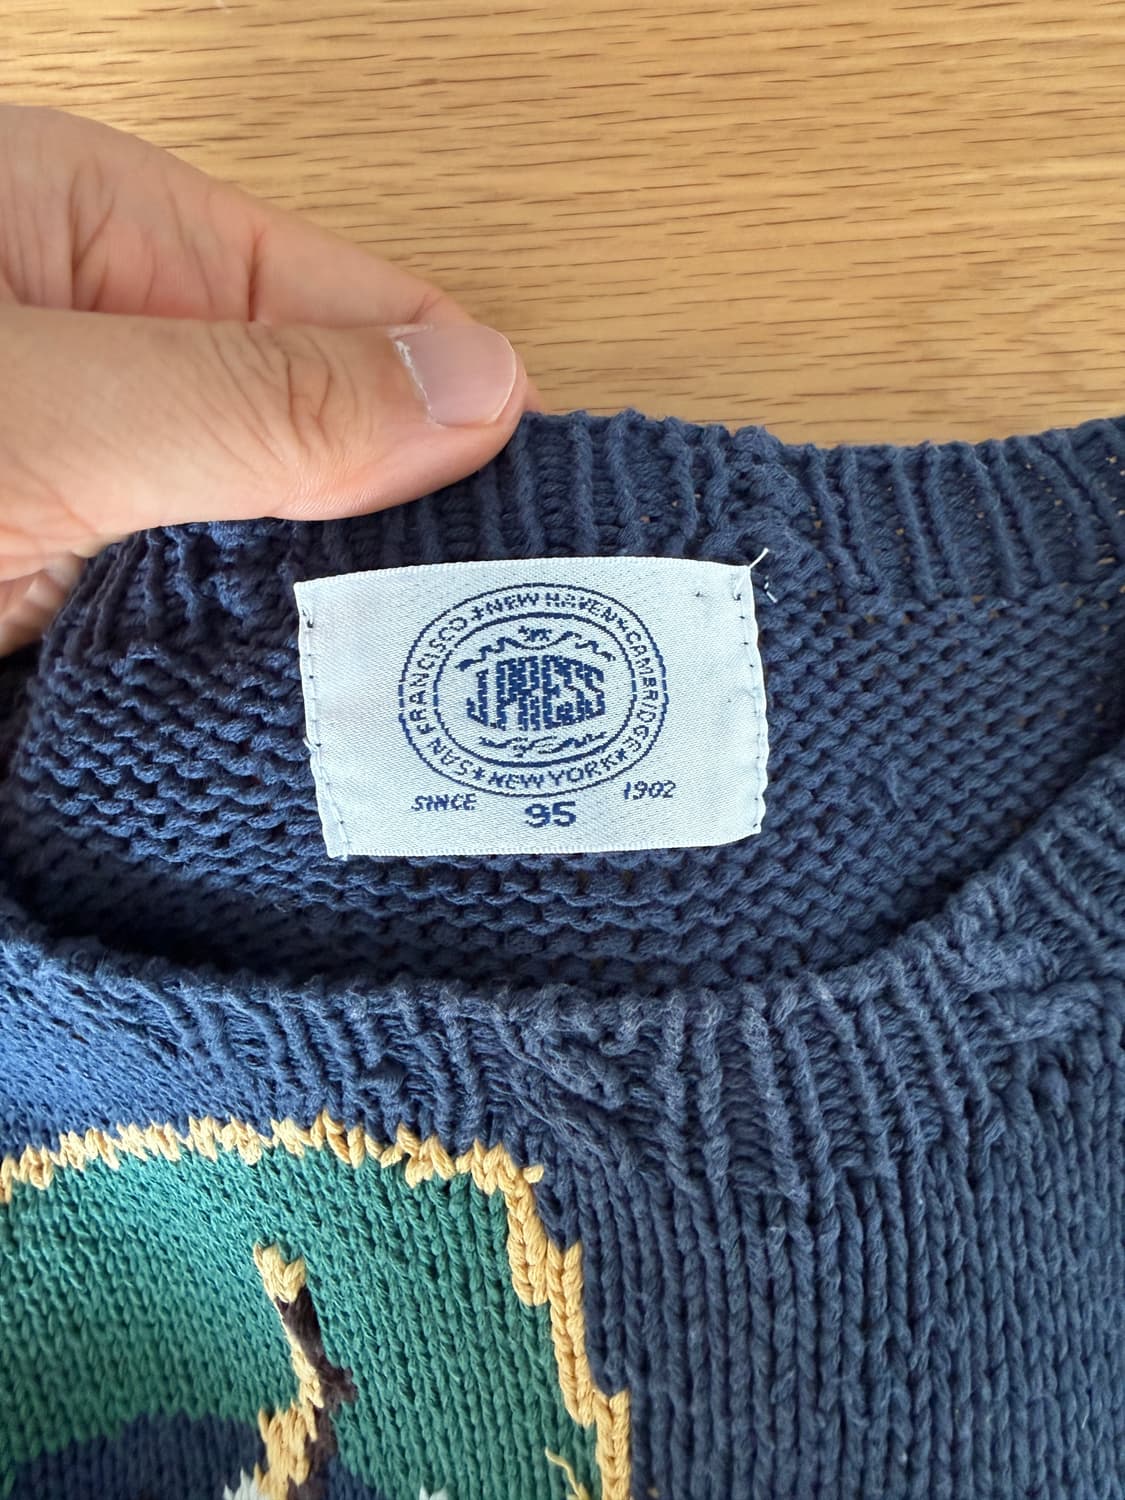 SAN FRANCISCO★NEW HAVEN★CAMBRIDGE★NEW YORK★
J.PRESS
SINCE 1902
95